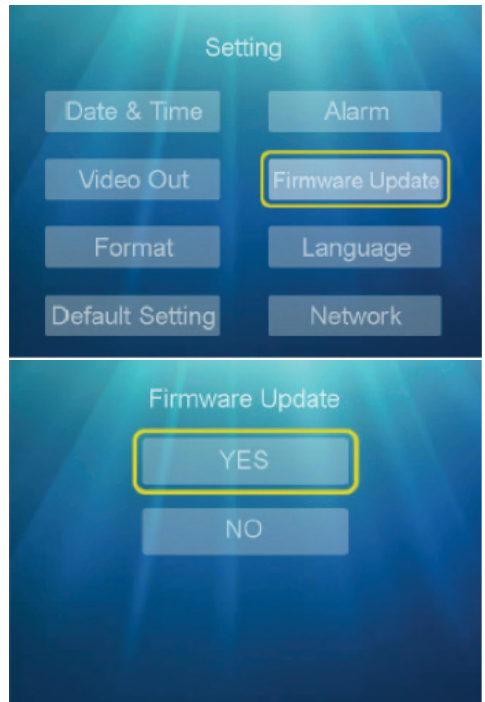 Setting
Date & Time
Alarm
Video Out
Firmware Update
Format
Language
Default Setting
Network
Firmware Update
YES
NO